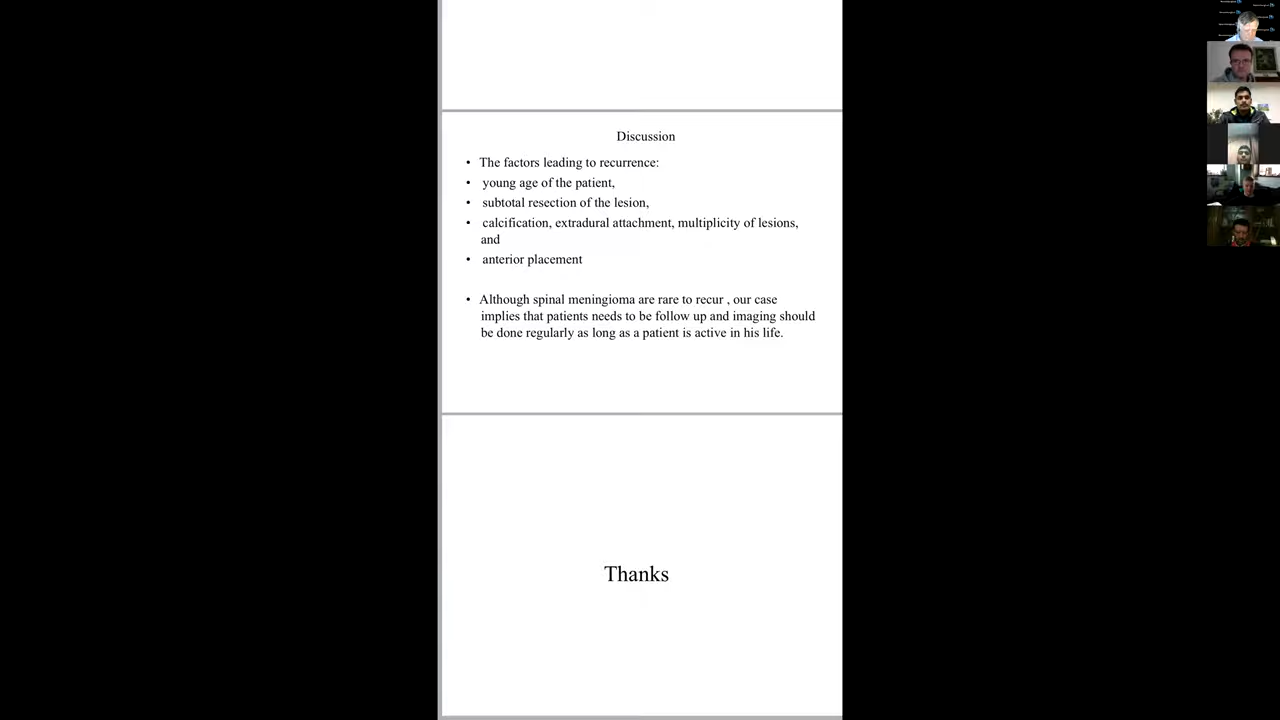 Discussion
• The factors leading to recurrence:
• young age of the patient,
• subtotal resection of the lesion,
• calcification, extradural attachment, multiplicity of lesions,
and
• anterior placement
• Although spinal meningioma are rare to recur , our case
implies that patients needs to be follow up and imaging should
be done regularly as long as a patient is active in his life.
Thanks